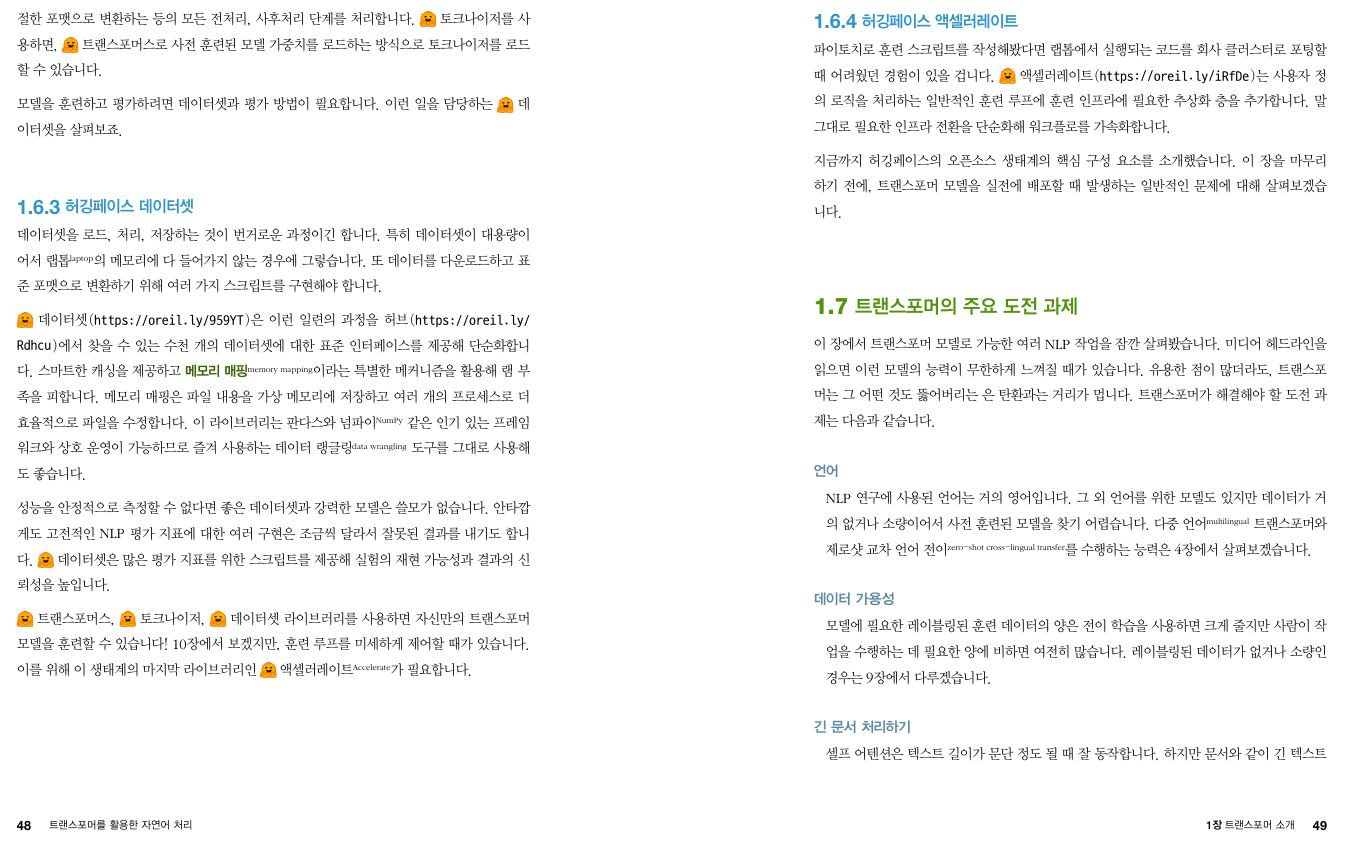 절한 포맷으로 변환하는 등의 모든 전처리, 사후처리 단계를 처리합니다. 🤗 토크나이저를 사
용하면, 🤗 트랜스포머스로 사전 훈련된 모델 가중치를 로드하는 방식으로 토크나이저를 로드
할 수 있습니다.
모델을 훈련하고 평가하려면 데이터셋과 평가 방법이 필요합니다. 이런 일을 담당하는 🤗 데
이터셋을 살펴보죠.
1.6.3 허깅페이스 데이터셋
데이터셋을 로드, 처리, 저장하는 것이 번거로운 과정이긴 합니다. 특히 데이터셋이 대용량이
어서 랩톱laptop의 메모리에 다 들어가지 않는 경우에 그렇습니다. 또 데이터를 다운로드하고 표
준 포맷으로 변환하기 위해 여러 가지 스크립트를 구현해야 합니다.
🤗 데이터셋(https://oreil.ly/959YT)은 이런 일련의 과정을 허브(https://oreil.ly/
Rdhcu)에서 찾을 수 있는 수천 개의 데이터셋에 대한 표준 인터페이스를 제공해 단순화합니
다. 스마트한 캐싱을 제공하고 메모리 매핑memory mapping이라는 특별한 메커니즘을 활용해 램 부
족을 피합니다. 메모리 매핑은 파일 내용을 가상 메모리에 저장하고 여러 개의 프로세스로 더
효율적으로 파일을 수정합니다. 이 라이브러리는 판다스와 넘파이NumPy 같은 인기 있는 프레임
워크와 상호 운영이 가능하므로 즐겨 사용하는 데이터 랭글링data wrangling 도구를 그대로 사용해
도 좋습니다.
성능을 안정적으로 측정할 수 없다면 좋은 데이터셋과 강력한 모델은 쓸모가 없습니다. 안타깝
게도 고전적인 NLP 평가 지표에 대한 여러 구현은 조금씩 달라서 잘못된 결과를 내기도 합니
다. 🤗 데이터셋은 많은 평가 지표를 위한 스크립트를 제공해 실험의 재현 가능성과 결과의 신
뢰성을 높입니다.
🤗 트랜스포머스, 🤗 토크나이저, 🤗 데이터셋 라이브러리를 사용하면 자신만의 트랜스포머
모델을 훈련할 수 있습니다! 10장에서 보겠지만, 훈련 루프를 미세하게 제어할 때가 있습니다.
이를 위해 이 생태계의 마지막 라이브러리인 🤗 액셀러레이트Accelerate가 필요합니다.
48 트랜스포머를 활용한 자연어 처리
1.6.4 허깅페이스 액셀러레이트
파이토치로 훈련 스크립트를 작성해봤다면 랩톱에서 실행되는 코드를 회사 클러스터로 포팅할
때 어려웠던 경험이 있을 겁니다. 🤗 액셀러레이트(https://oreil.ly/iRfDe)는 사용자 정
의 로직을 처리하는 일반적인 훈련 루프에 훈련 인프라에 필요한 추상화 층을 추가합니다. 말
그대로 필요한 인프라 전환을 단순화해 워크플로를 가속화합니다.
지금까지 허깅페이스의 오픈소스 생태계의 핵심 구성 요소를 소개했습니다. 이 장을 마무리
하기 전에, 트랜스포머 모델을 실전에 배포할 때 발생하는 일반적인 문제에 대해 살펴보겠습
니다.
1.7 트랜스포머의 주요 도전 과제
이 장에서 트랜스포머 모델로 가능한 여러 NLP 작업을 잠깐 살펴봤습니다. 미디어 헤드라인을
읽으면 이런 모델의 능력이 무한하게 느껴질 때가 있습니다. 유용한 점이 많더라도, 트랜스포
머는 그 어떤 것도 뚫어버리는 은 탄환과는 거리가 멉니다. 트랜스포머가 해결해야 할 도전 과
제는 다음과 같습니다.
언어
NLP 연구에 사용된 언어는 거의 영어입니다. 그 외 언어를 위한 모델도 있지만 데이터가 거
의 없거나 소량이어서 사전 훈련된 모델을 찾기 어렵습니다. 다중 언어multilingual 트랜스포머와
제로샷 교차 언어 전이zero-shot cross-lingual transfer를 수행하는 능력은 4장에서 살펴보겠습니다.
데이터 가용성
모델에 필요한 레이블링된 훈련 데이터의 양은 전이 학습을 사용하면 크게 줄지만 사람이 작
업을 수행하는 데 필요한 양에 비하면 여전히 많습니다. 레이블링된 데이터가 없거나 소량인
경우는 9장에서 다루겠습니다.
긴 문서 처리하기
셀프 어텐션은 텍스트 길이가 문단 정도 될 때 잘 동작합니다. 하지만 문서와 같이 긴 텍스트
1장 트랜스포머 소개 49